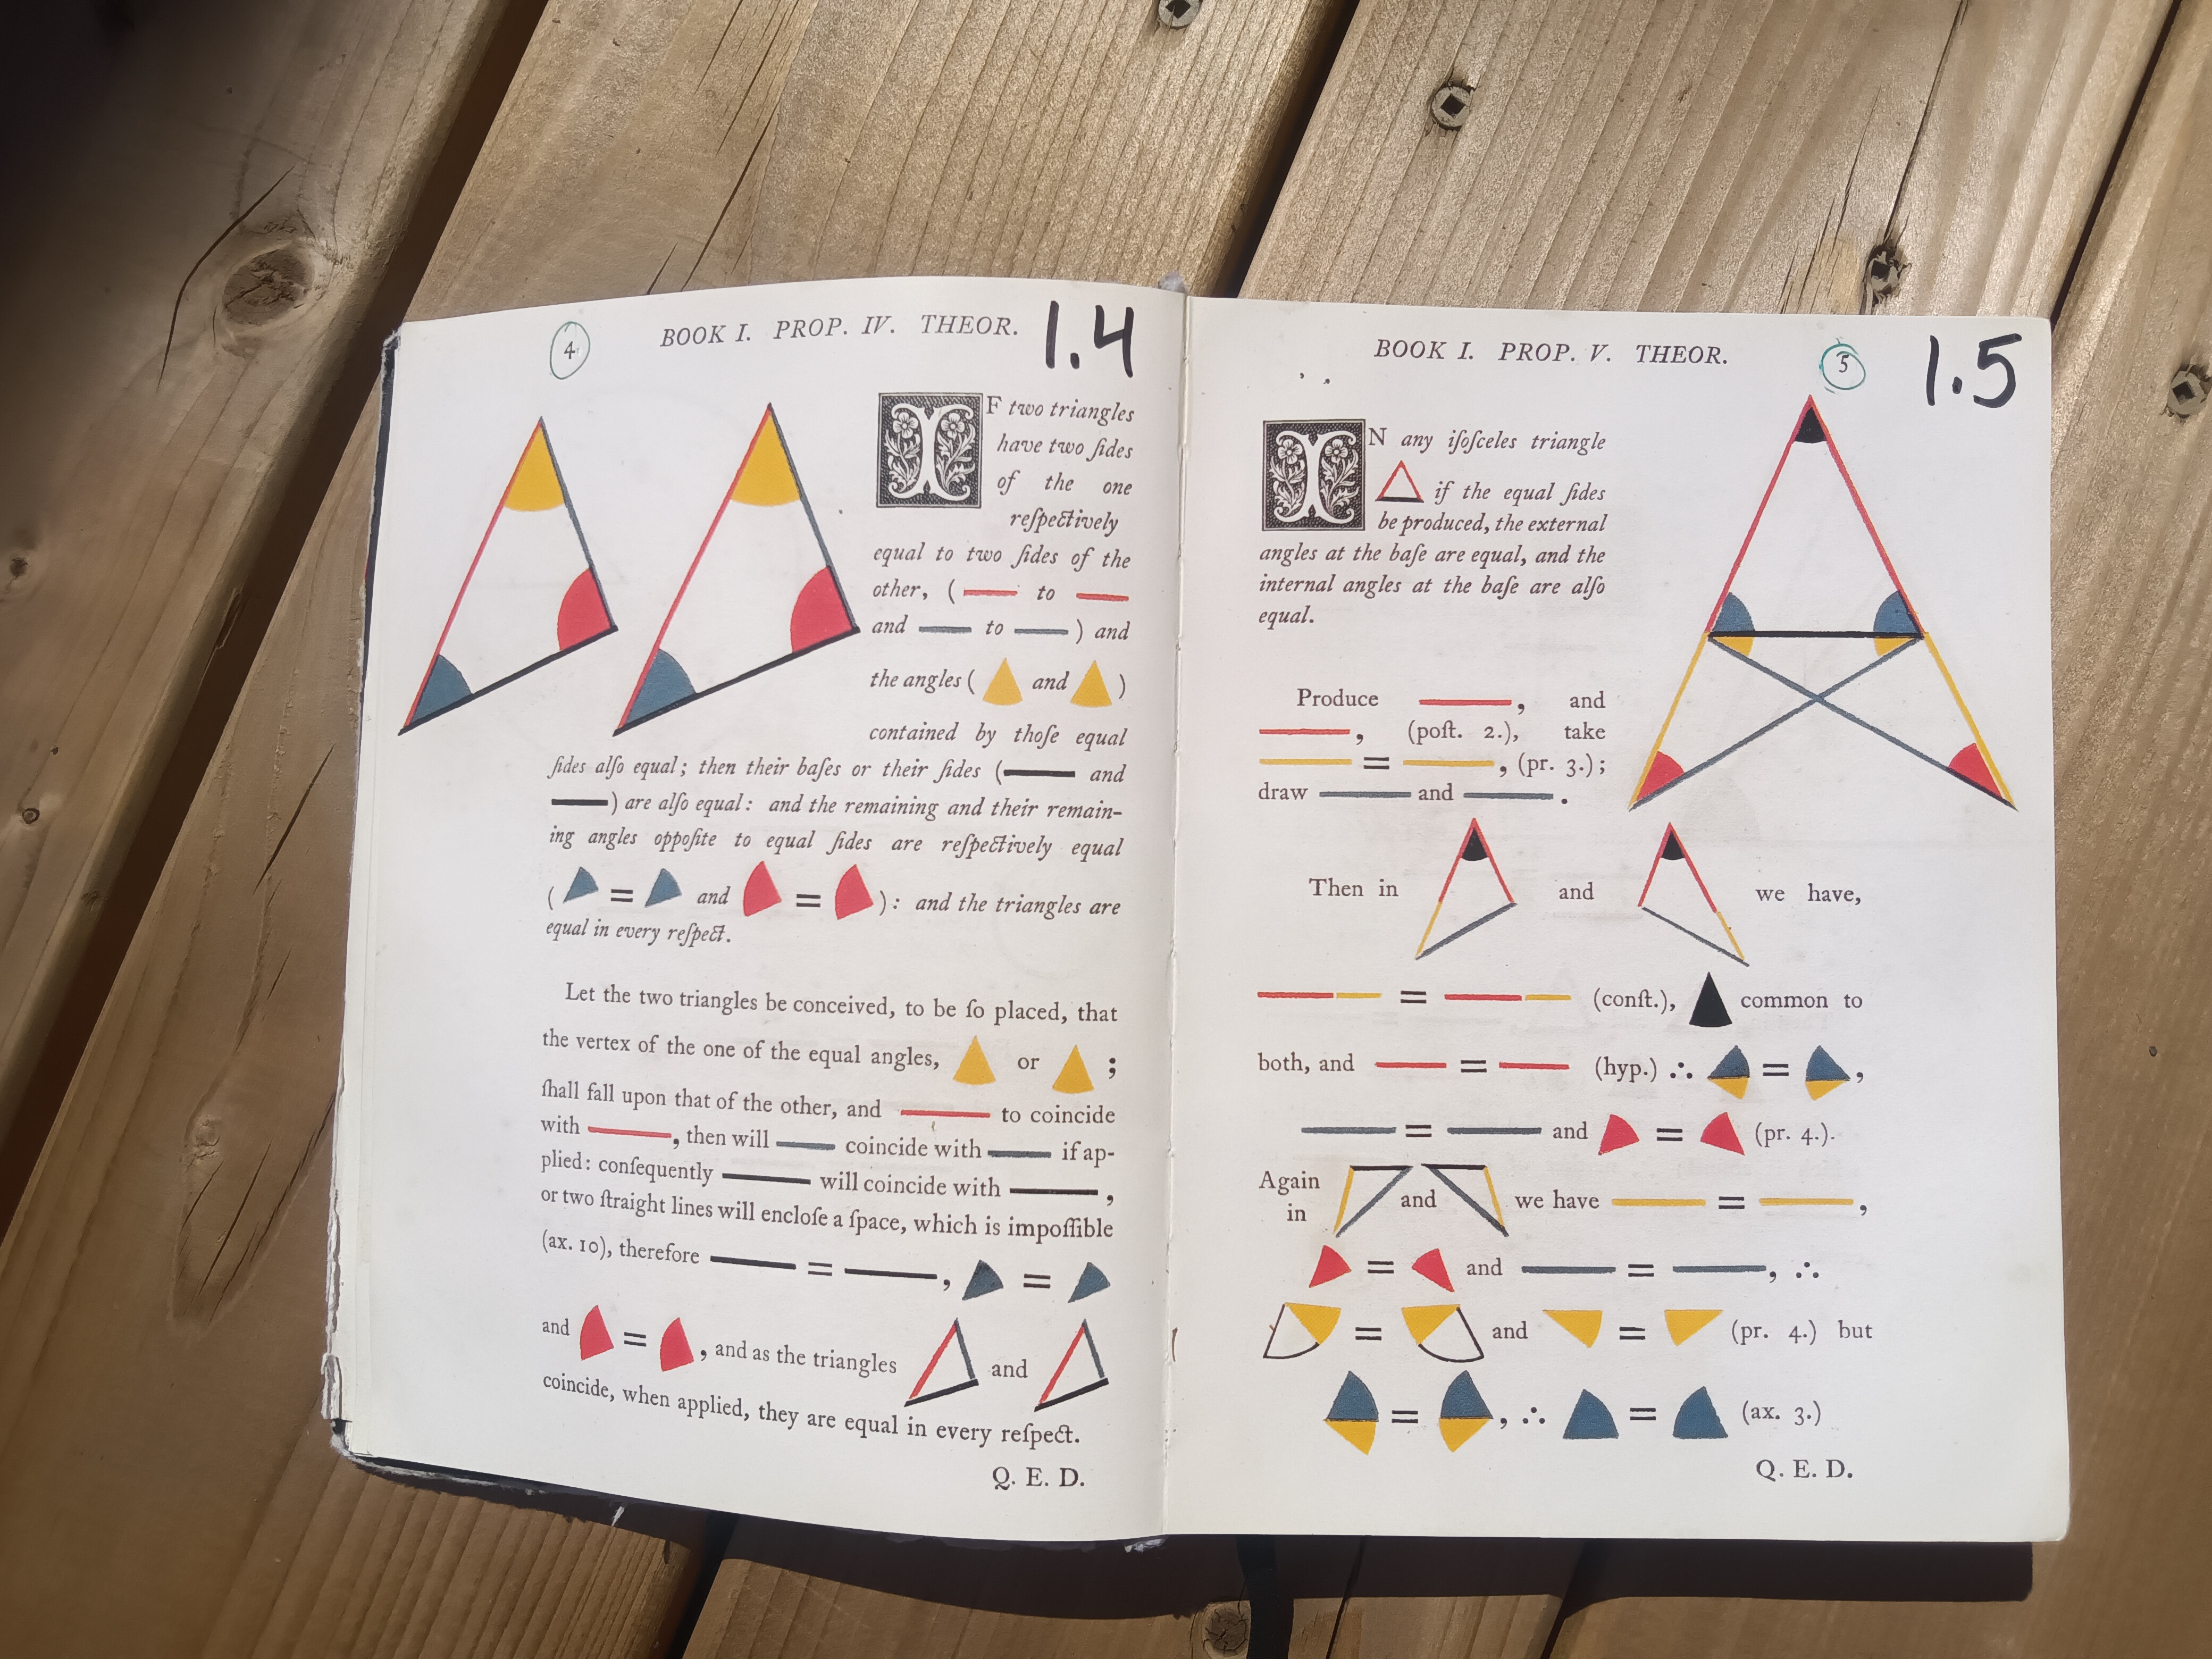 4
BOOK I. PROP. IV. THEOR.
1.4
IF two triangles
have two ſides
of the one
reſpectively
equal to two ſides of the
other, ( to
and to ) and
the angles ( and )
contained by thoſe equal
ſides alſo equal; then their baſes or their ſides ( and
) are alſo equal: and the remaining and their remain-
ing angles oppoſite to equal ſides are reſpectively equal
( = and = ): and the triangles are
equal in every reſpect.
Let the two triangles be conceived, to be ſo placed, that
the vertex of the one of the equal angles, or ;
ſhall fall upon that of the other, and to coincide
with , then will coincide with if ap-
plied: conſequently will coincide with ,
or two ſtraight lines will encloſe a ſpace, which is impoſſible
(ax. 10), therefore = , =
and = , and as the triangles and
coincide, when applied, they are equal in every reſpect.
Q. E. D.
BOOK I. PROP. V. THEOR.
5
1.5
IN any iſoſceles triangle
if the equal ſides
be produced, the external
angles at the baſe are equal, and the
internal angles at the baſe are alſo
equal.
Produce , and
, (poſt. 2.), take
= , (pr. 3.);
draw and .
Then in and we have,
= (conſt.), common to
both, and = (hyp.) ∴ = ,
= and = (pr. 4.).
Again
in and we have = ,
= and = , ∴
= and = (pr. 4.) but
= , ∴ = (ax. 3.)
Q. E. D.